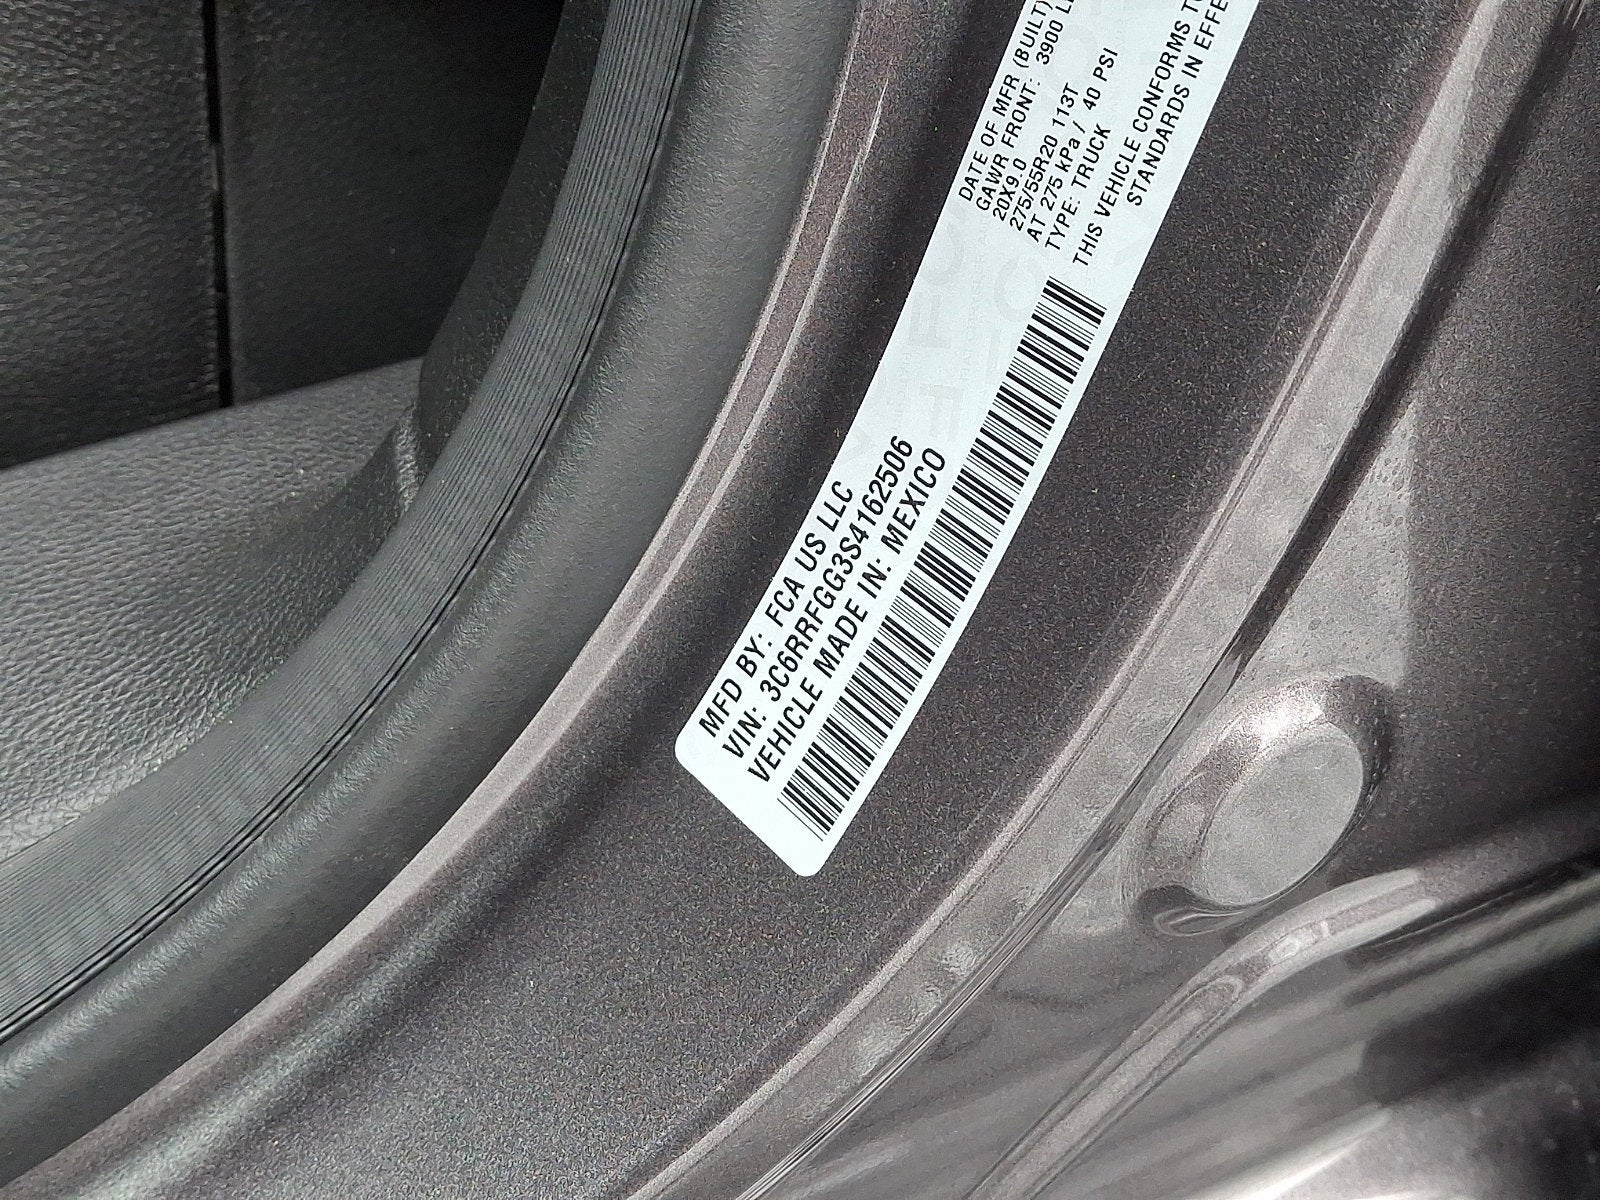 MFD BY: FCA US LLC
VIN: 3C6RRFGG3S4162506
VEHICLE MADE IN: MEXICO
DATE OF MFR (BUILT)
GAWR FRONT: 3900
20X9.0
275/55R20 113T
AT 275 kPa / 40 PSI
TYPE: TRUCK
THIS VEHICLE CONFORMS
STANDARDS IN